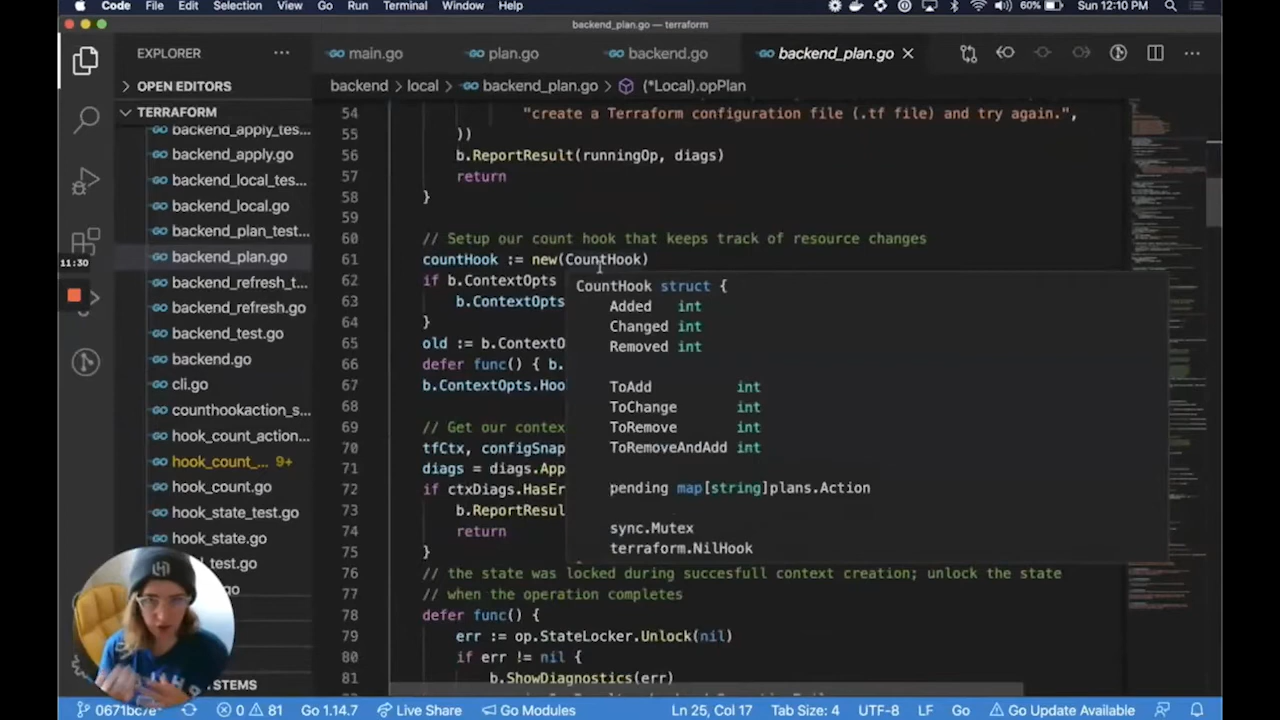 Code File Edit Selection View Go Run Terminal Window Help 60% Sun 12:10 PM
backend_plan.go — terraform
EXPLORER
main.go plan.go backend.go backend_plan.go
OPEN EDITORS
backend > local > backend_plan.go > (*Local).opPlan
TERRAFORM
backend_apply_tes...
backend_apply.go
backend_local_tes...
backend_local.go
backend_plan_test...
backend_plan.go
11:30
backend_refresh_t...
backend_refresh.go
backend_test.go
backend.go
cli.go
counthookaction_s...
hook_count_action...
hook_count_... 9+
hook_count.go
hook_state_test.go
hook_state.go
_test.go
54 "create a Terraform configuration file (.tf file) and try again.",
55 ))
56 b.ReportResult(runningOp, diags)
57 return
58 }
59
60 // Setup our count hook that keeps track of resource changes
61 countHook := new(CountHook)
62 if b.ContextOpts
63 b.ContextOpts
64 }
65 old := b.ContextO
66 defer func() { b.
67 b.ContextOpts.Hoo
68
69 // Get our contex
70 tfCtx, configSnap
71 diags = diags.App
72 if ctxDiags.HasEr
73 b.ReportResul
74 return
75 }
76 // the state was locked during succesfull context creation; unlock the state
77 // when the operation completes
78 defer func() {
79 err := op.StateLocker.Unlock(nil)
80 if err != nil {
81 b.ShowDiagnostics(err)
CountHook struct {
Added int
Changed int
Removed int
ToAdd int
ToChange int
ToRemove int
ToRemoveAndAdd int
pending map[string]plans.Action
sync.Mutex
terraform.NilHook
STEMS
0671bc7e* 0 81 Go 1.14.7 Live Share Go Modules Ln 25, Col 17 Tab Size: 4 UTF-8 LF Go Go Update Available